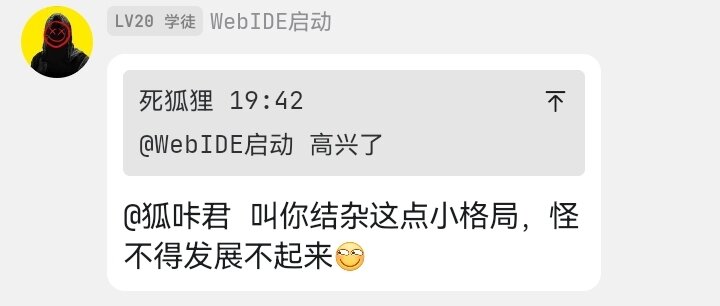 LV20 学徒 WebIDE启动
死狐狸 19:42
@WebIDE启动 高兴了
@狐咔君 叫你结杂这点小格局，怪
不得发展不起来